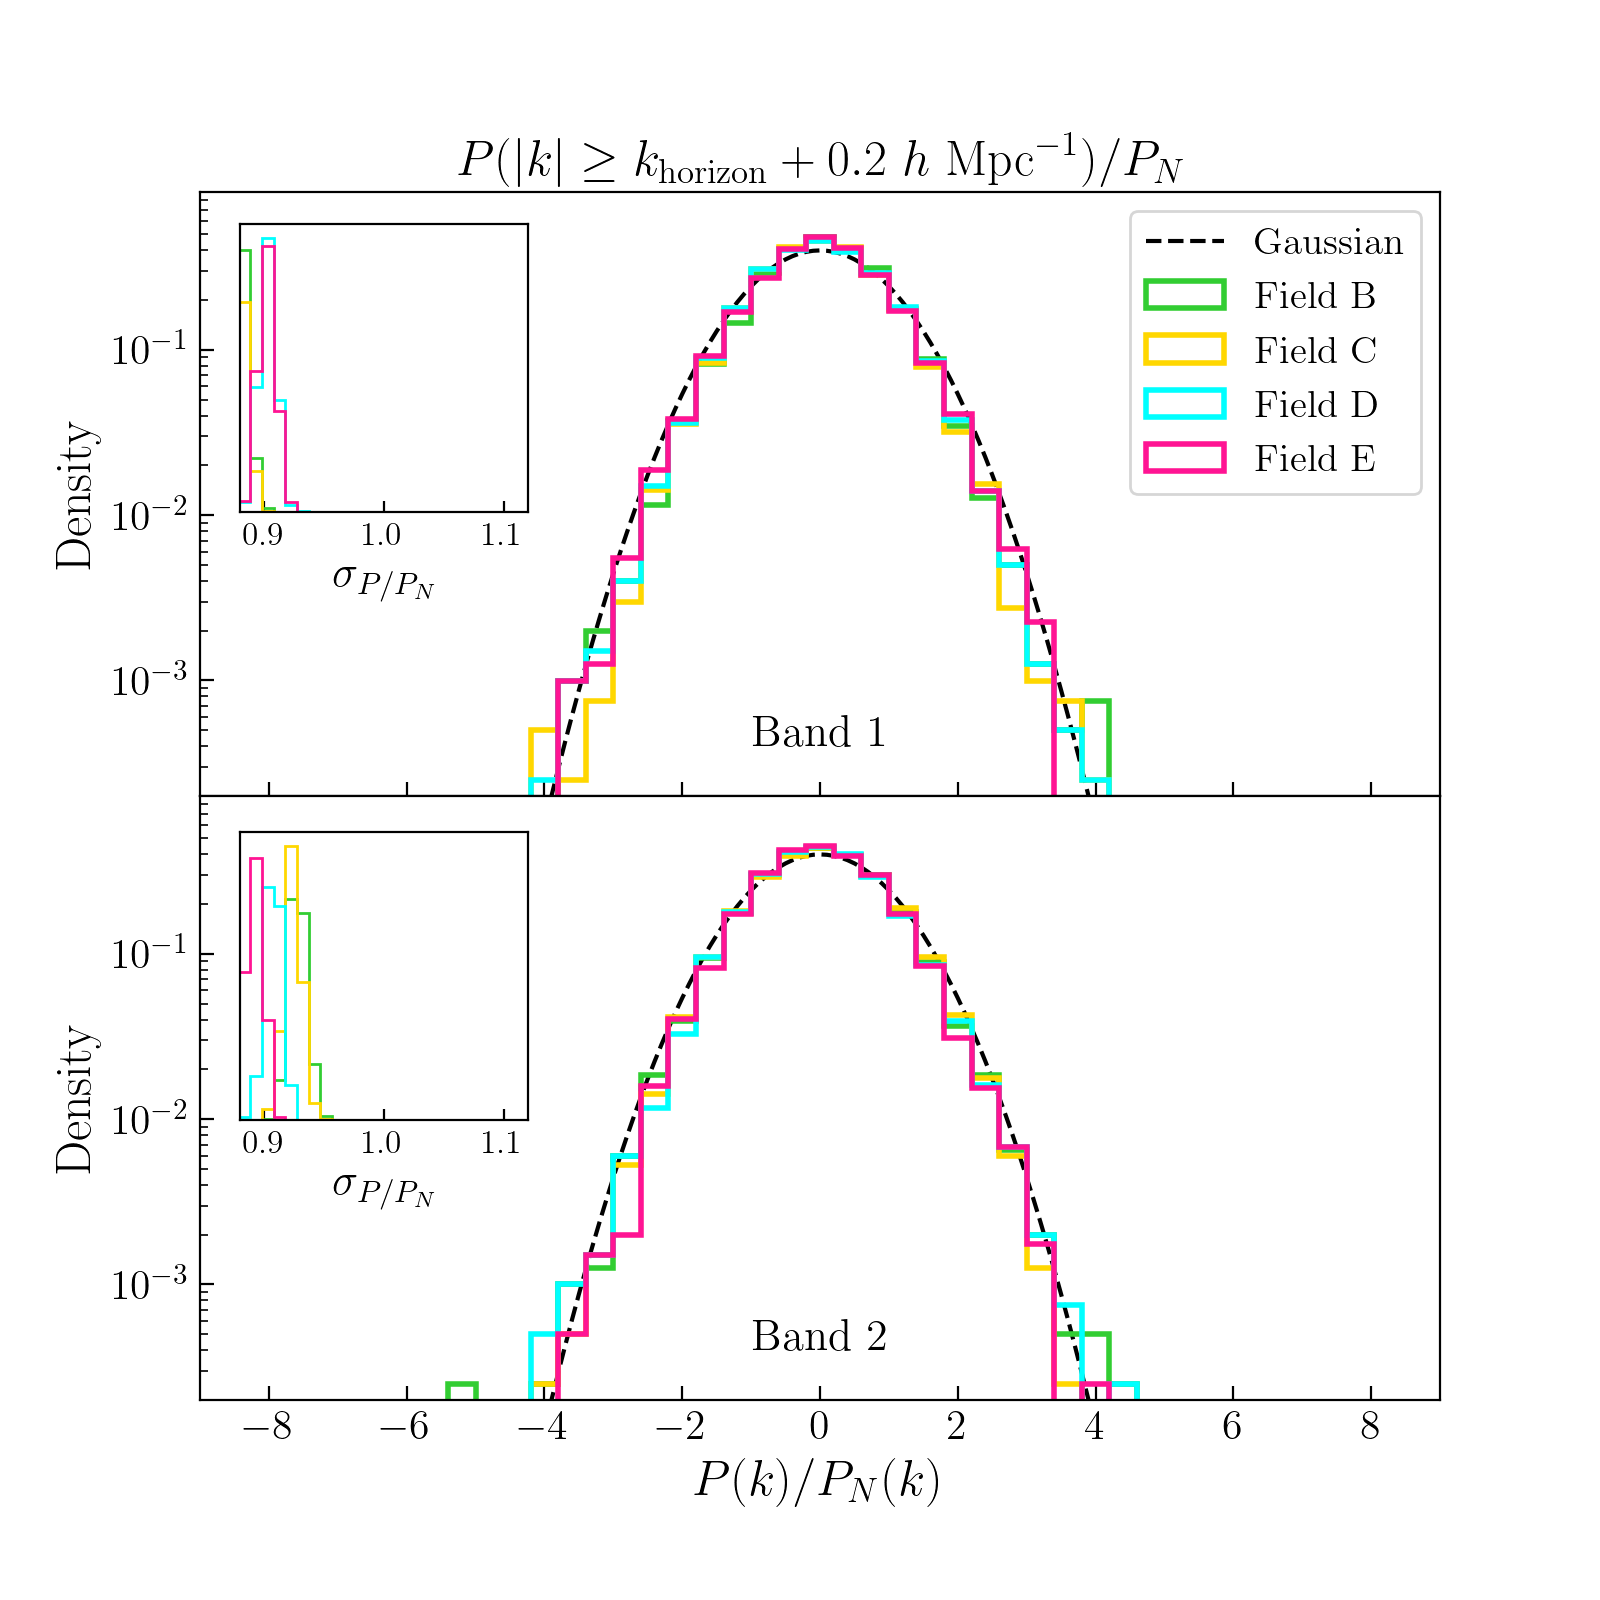 P(|k| ≥ k_horizon + 0.2 h Mpc⁻¹)/P_N
Density
10⁻¹
10⁻²
10⁻³
0.9 1.0 1.1
σ_{P/P_N}
Gaussian
Field B
Field C
Field D
Field E
Band 1
Density
10⁻¹
10⁻²
10⁻³
0.9 1.0 1.1
σ_{P/P_N}
Band 2
−8 −6 −4 −2 0 2 4 6 8
P(k)/P_N(k)